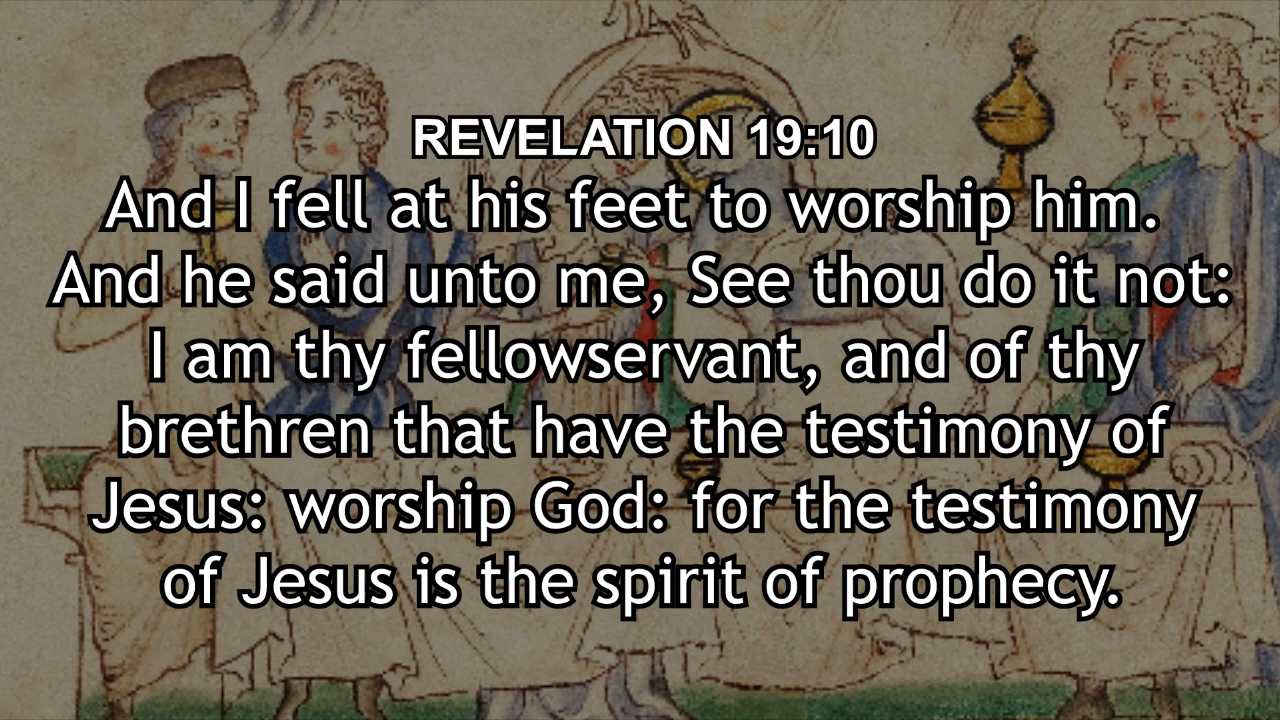 REVELATION 19:10
And I fell at his feet to worship him.
And he said unto me, See thou do it not:
I am thy fellowservant, and of thy
brethren that have the testimony of
Jesus: worship God: for the testimony
of Jesus is the spirit of prophecy.